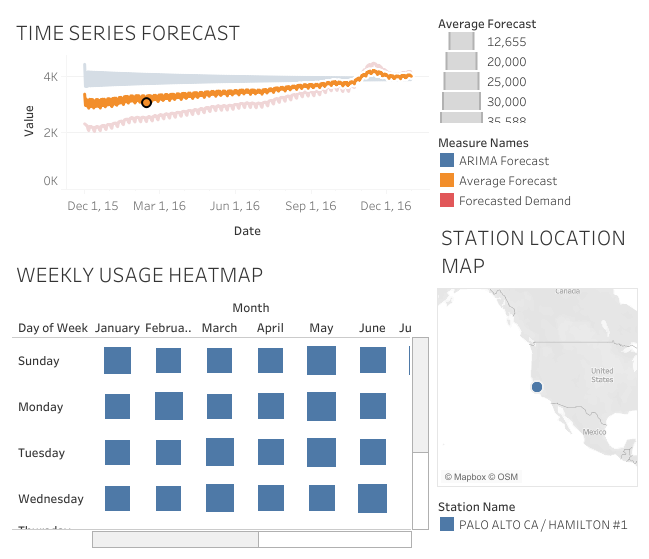 TIME SERIES FORECAST
4K
2K
0K
Value
Dec 1, 15 Mar 1, 16 Jun 1, 16 Sep 1, 16 Dec 1, 16
Date
Average Forecast
12,655
20,000
25,000
30,000
35,588
Measure Names
ARIMA Forecast
Average Forecast
Forecasted Demand
WEEKLY USAGE HEATMAP
Month
Day of Week January Februa.. March April May June Ju
Sunday
Monday
Tuesday
Wednesday
Thursday
STATION LOCATION
MAP
Canada
United
States
Mexico
© Mapbox © OSM
Station Name
PALO ALTO CA / HAMILTON #1